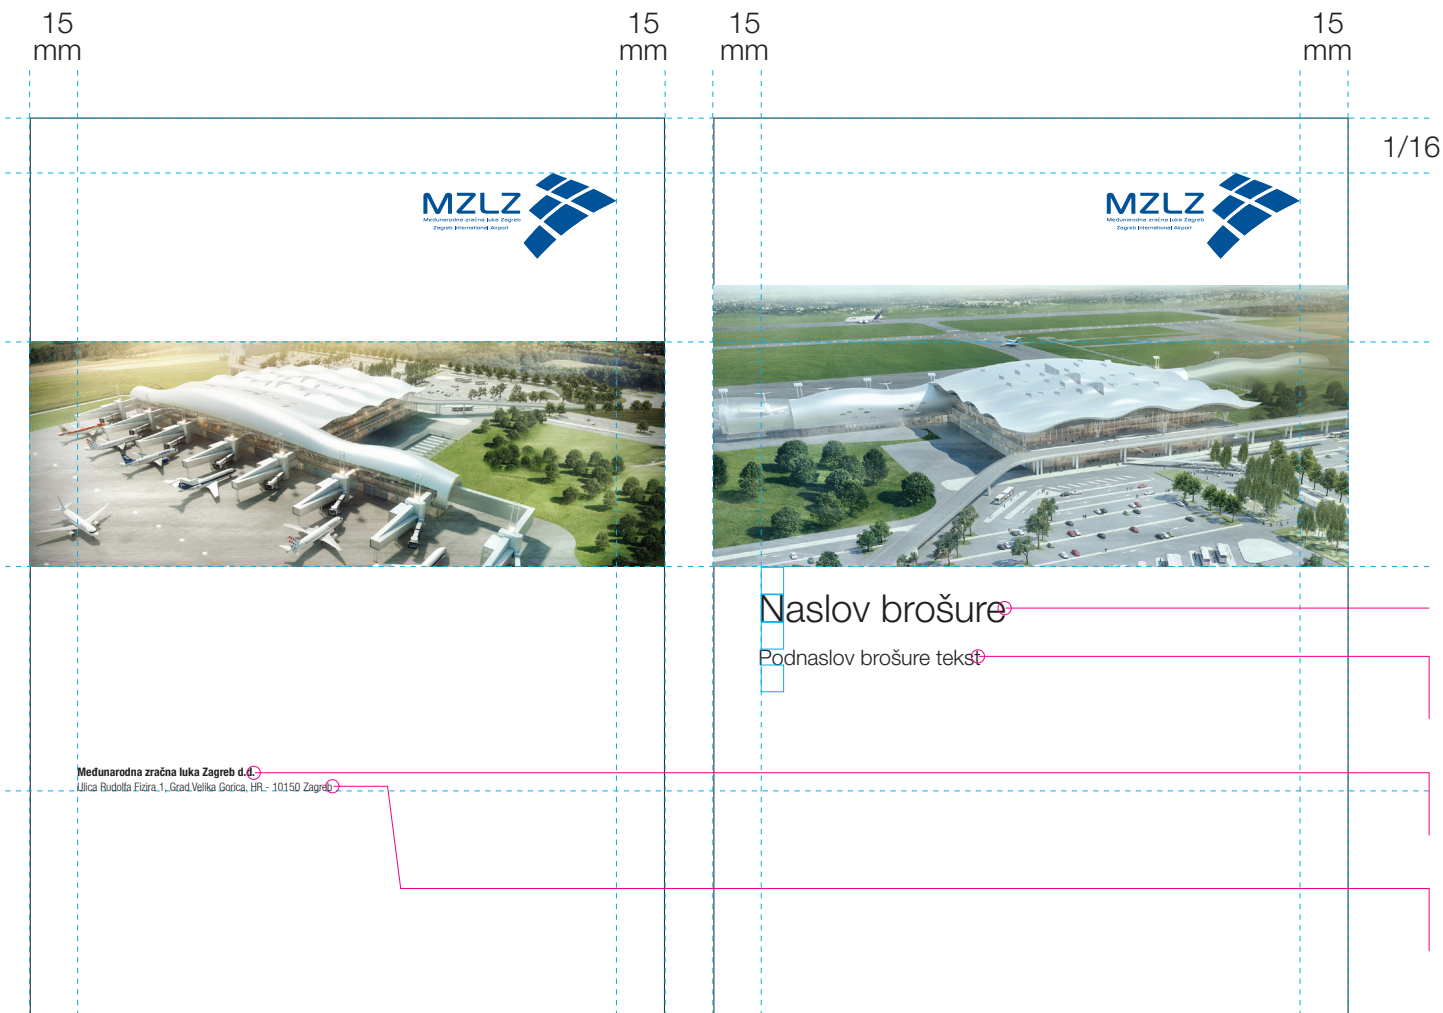 15
mm
15
mm
15
mm
15
mm
1/16
MZLZ
Međunarodna zračna luka Zagreb
Zagreb International Airport
MZLZ
Međunarodna zračna luka Zagreb
Zagreb International Airport
Naslov brošure
Podnaslov brošure tekst
Međunarodna zračna luka Zagreb d.d.
Ulica Rudolfa Fizira 1, Grad Velika Gorica, HR - 10150 Zagreb